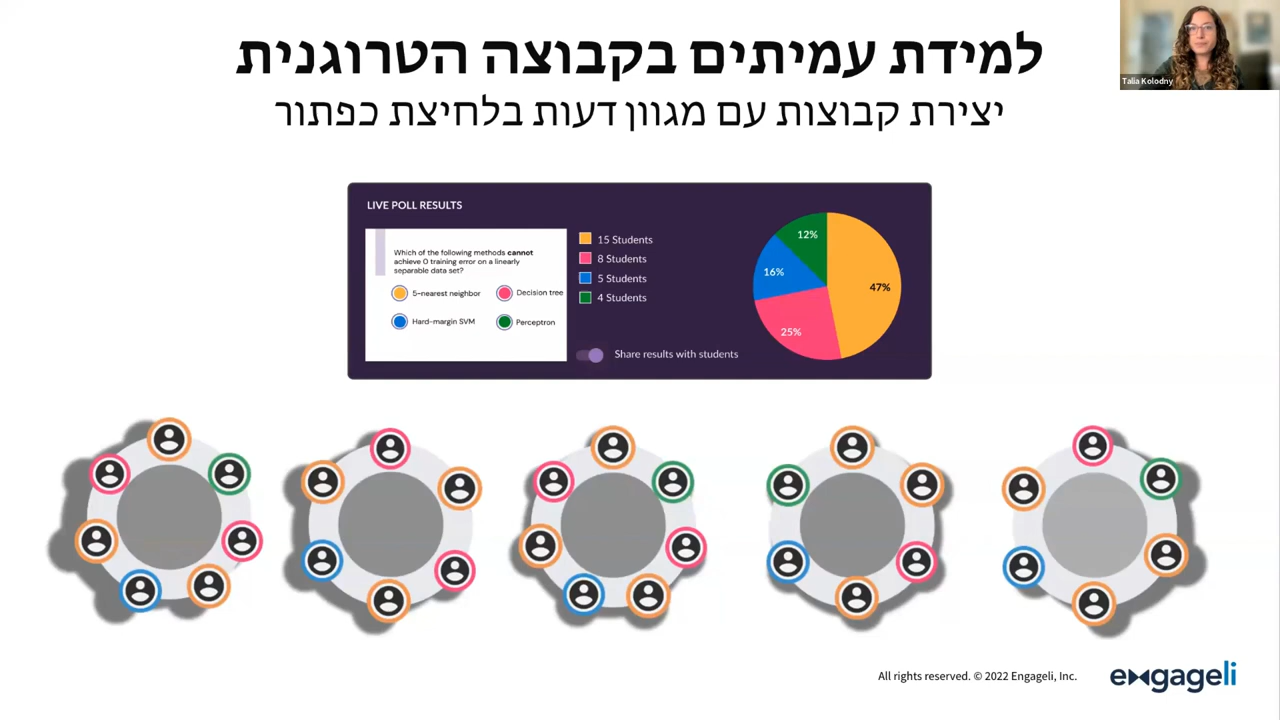 למידת עמיתים בקבוצה הטרוגנית
יצירת קבוצות עם מגוון דעות בלחיצת כפתור
Talia Kolodny
LIVE POLL RESULTS
Which of the following methods cannot
achieve 0 training error on a linearly
separable data set?
5-nearest neighbor
Decision tree
Hard-margin SVM
Perceptron
15 Students
8 Students
5 Students
4 Students
Share results with students
12%
16%
47%
25%
All rights reserved. © 2022 Engageli, Inc.
engageli